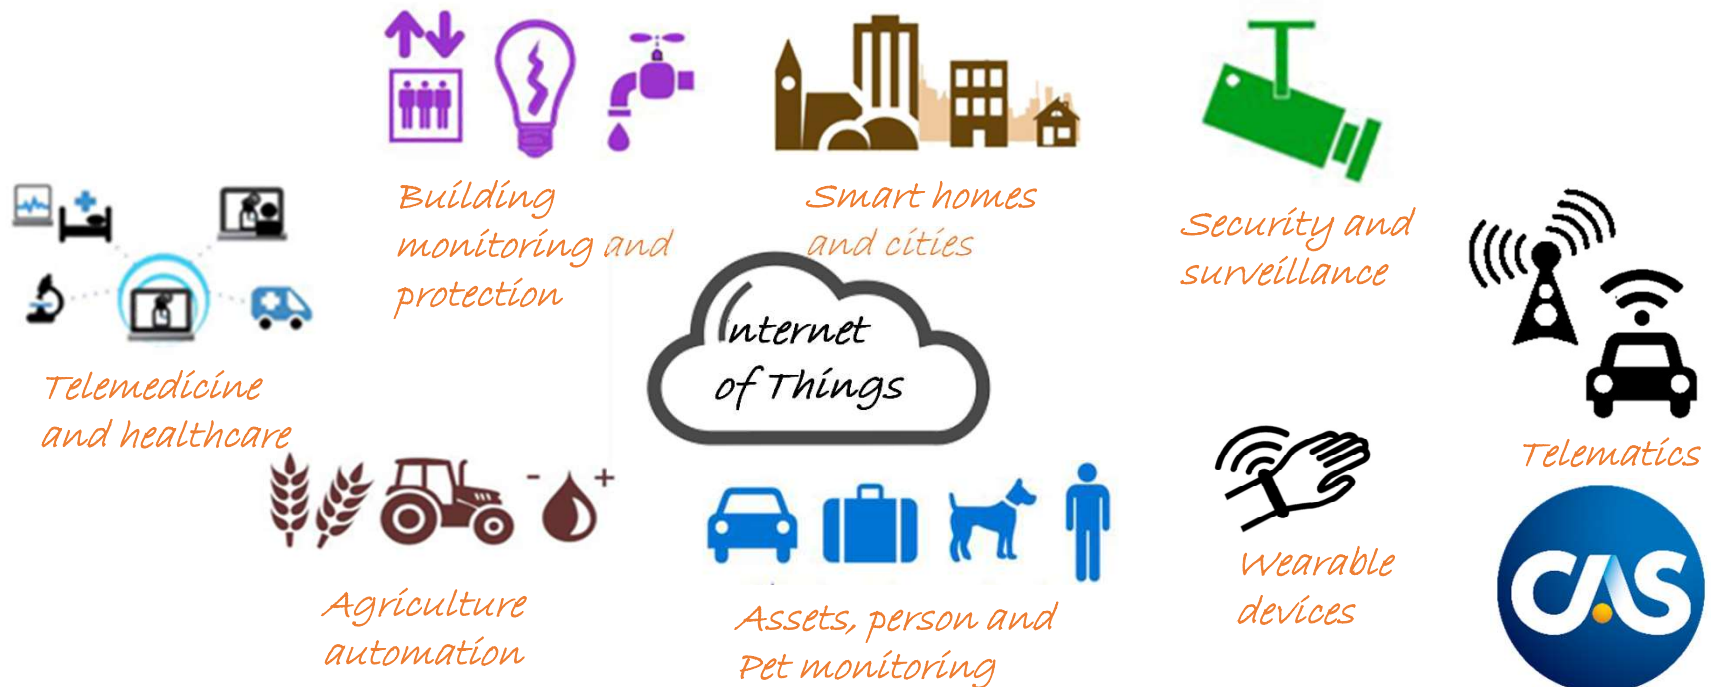 Building
monitoring and
protection
Smart homes
and cities
Security and
surveillance
Telemedicine
and healthcare
Internet
of Things
Telematics
Agriculture
automation
Assets, person and
Pet monitoring
Wearable
devices
CAS
- +